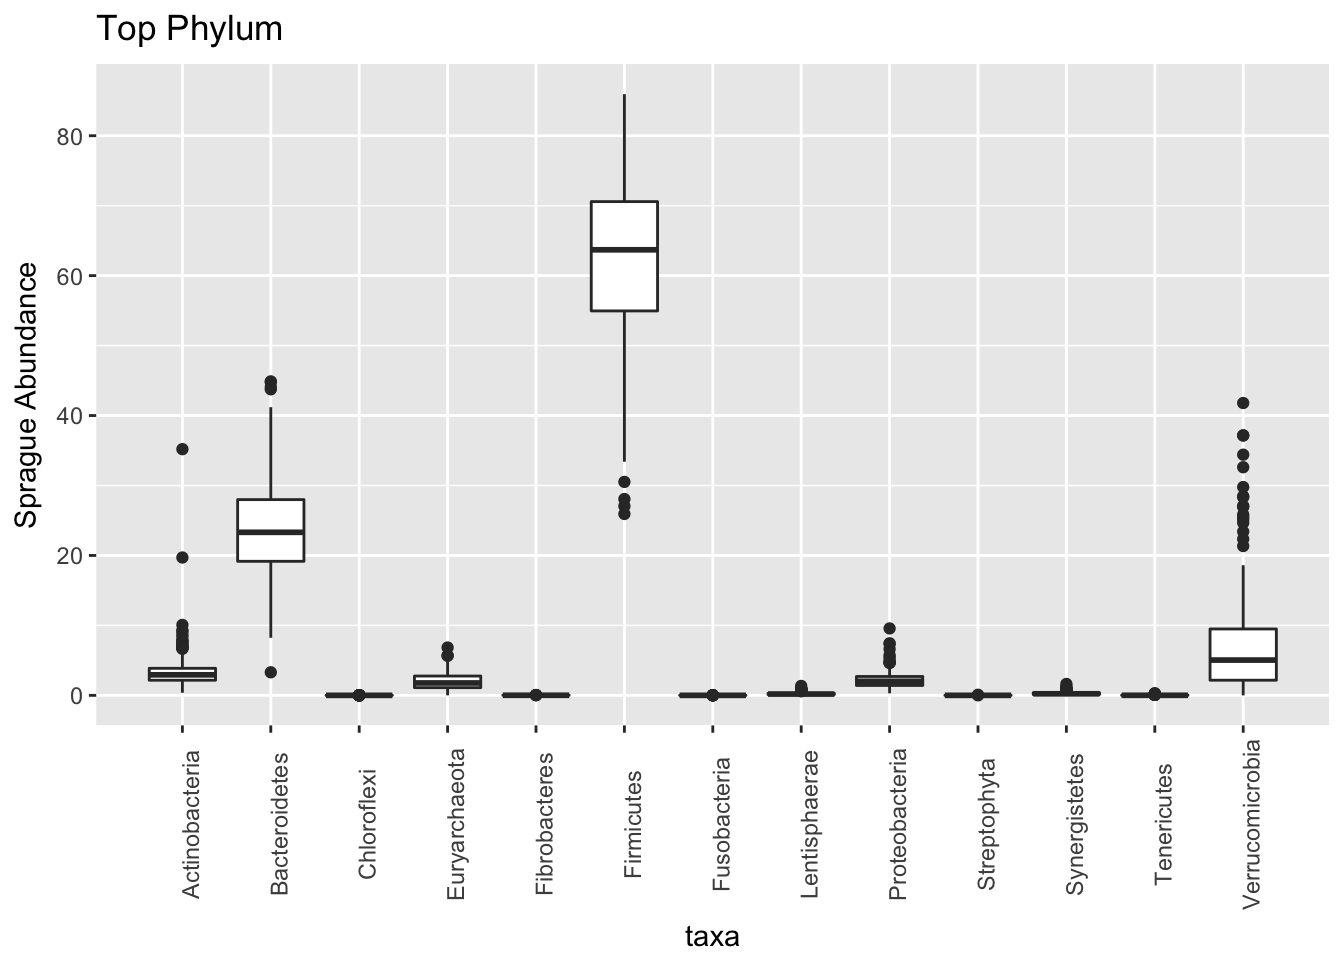 Top Phylum
Sprague Abundance
80
60
40
20
0
Actinobacteria
Bacteroidetes
Chloroflexi
Euryarchaeota
Fibrobacteres
Firmicutes
Fusobacteria
Lentisphaerae
Proteobacteria
Streptophyta
Synergistetes
Tenericutes
Verrucomicrobia
taxa